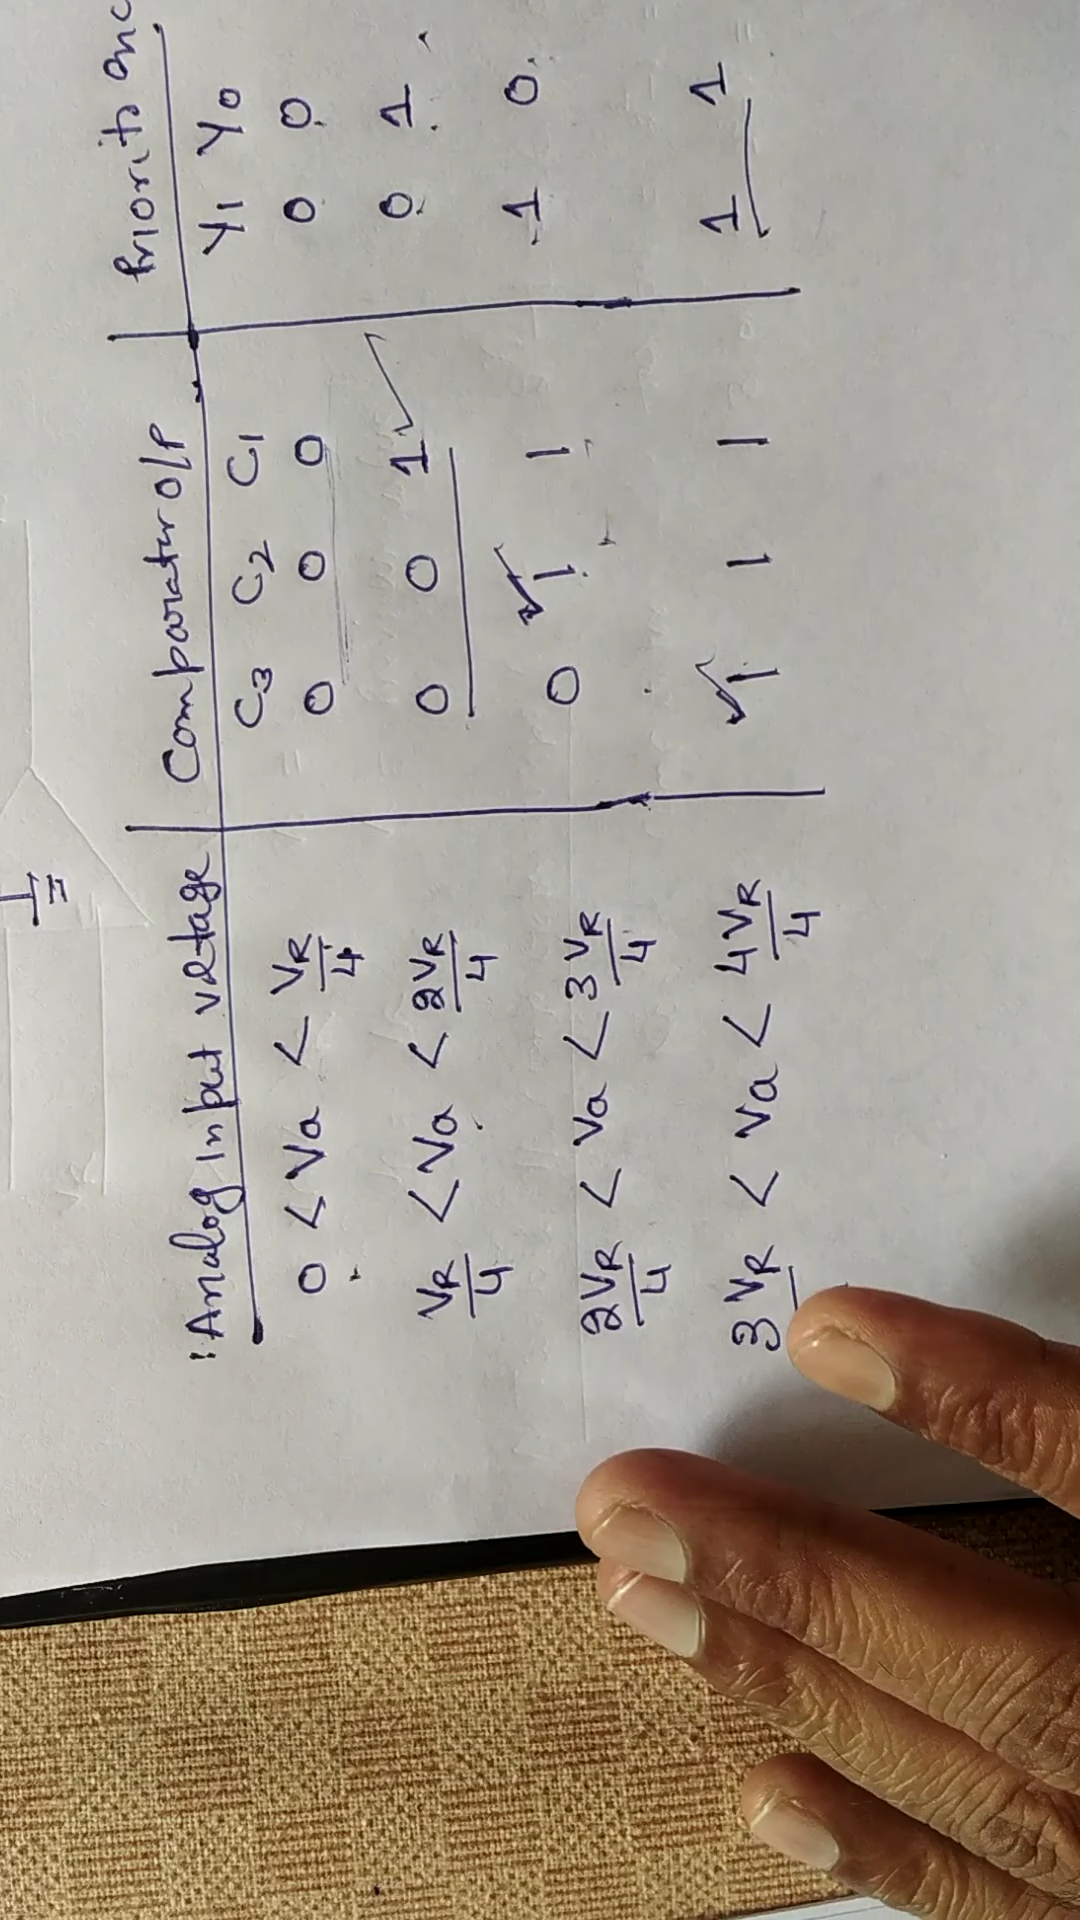 Analog input voltage | Comparator O/P | Priority enc
C3 C2 C1 | Y1 Y0
0 < Va < VR/4 | 0 0 0 | 0 0
VR/4 < Va < 2VR/4 | 0 0 1 | 0 1
2VR/4 < Va < 3VR/4 | 0 1 1 | 1 0
3VR < Va < 4VR/4 | 1 1 1 | 1 1